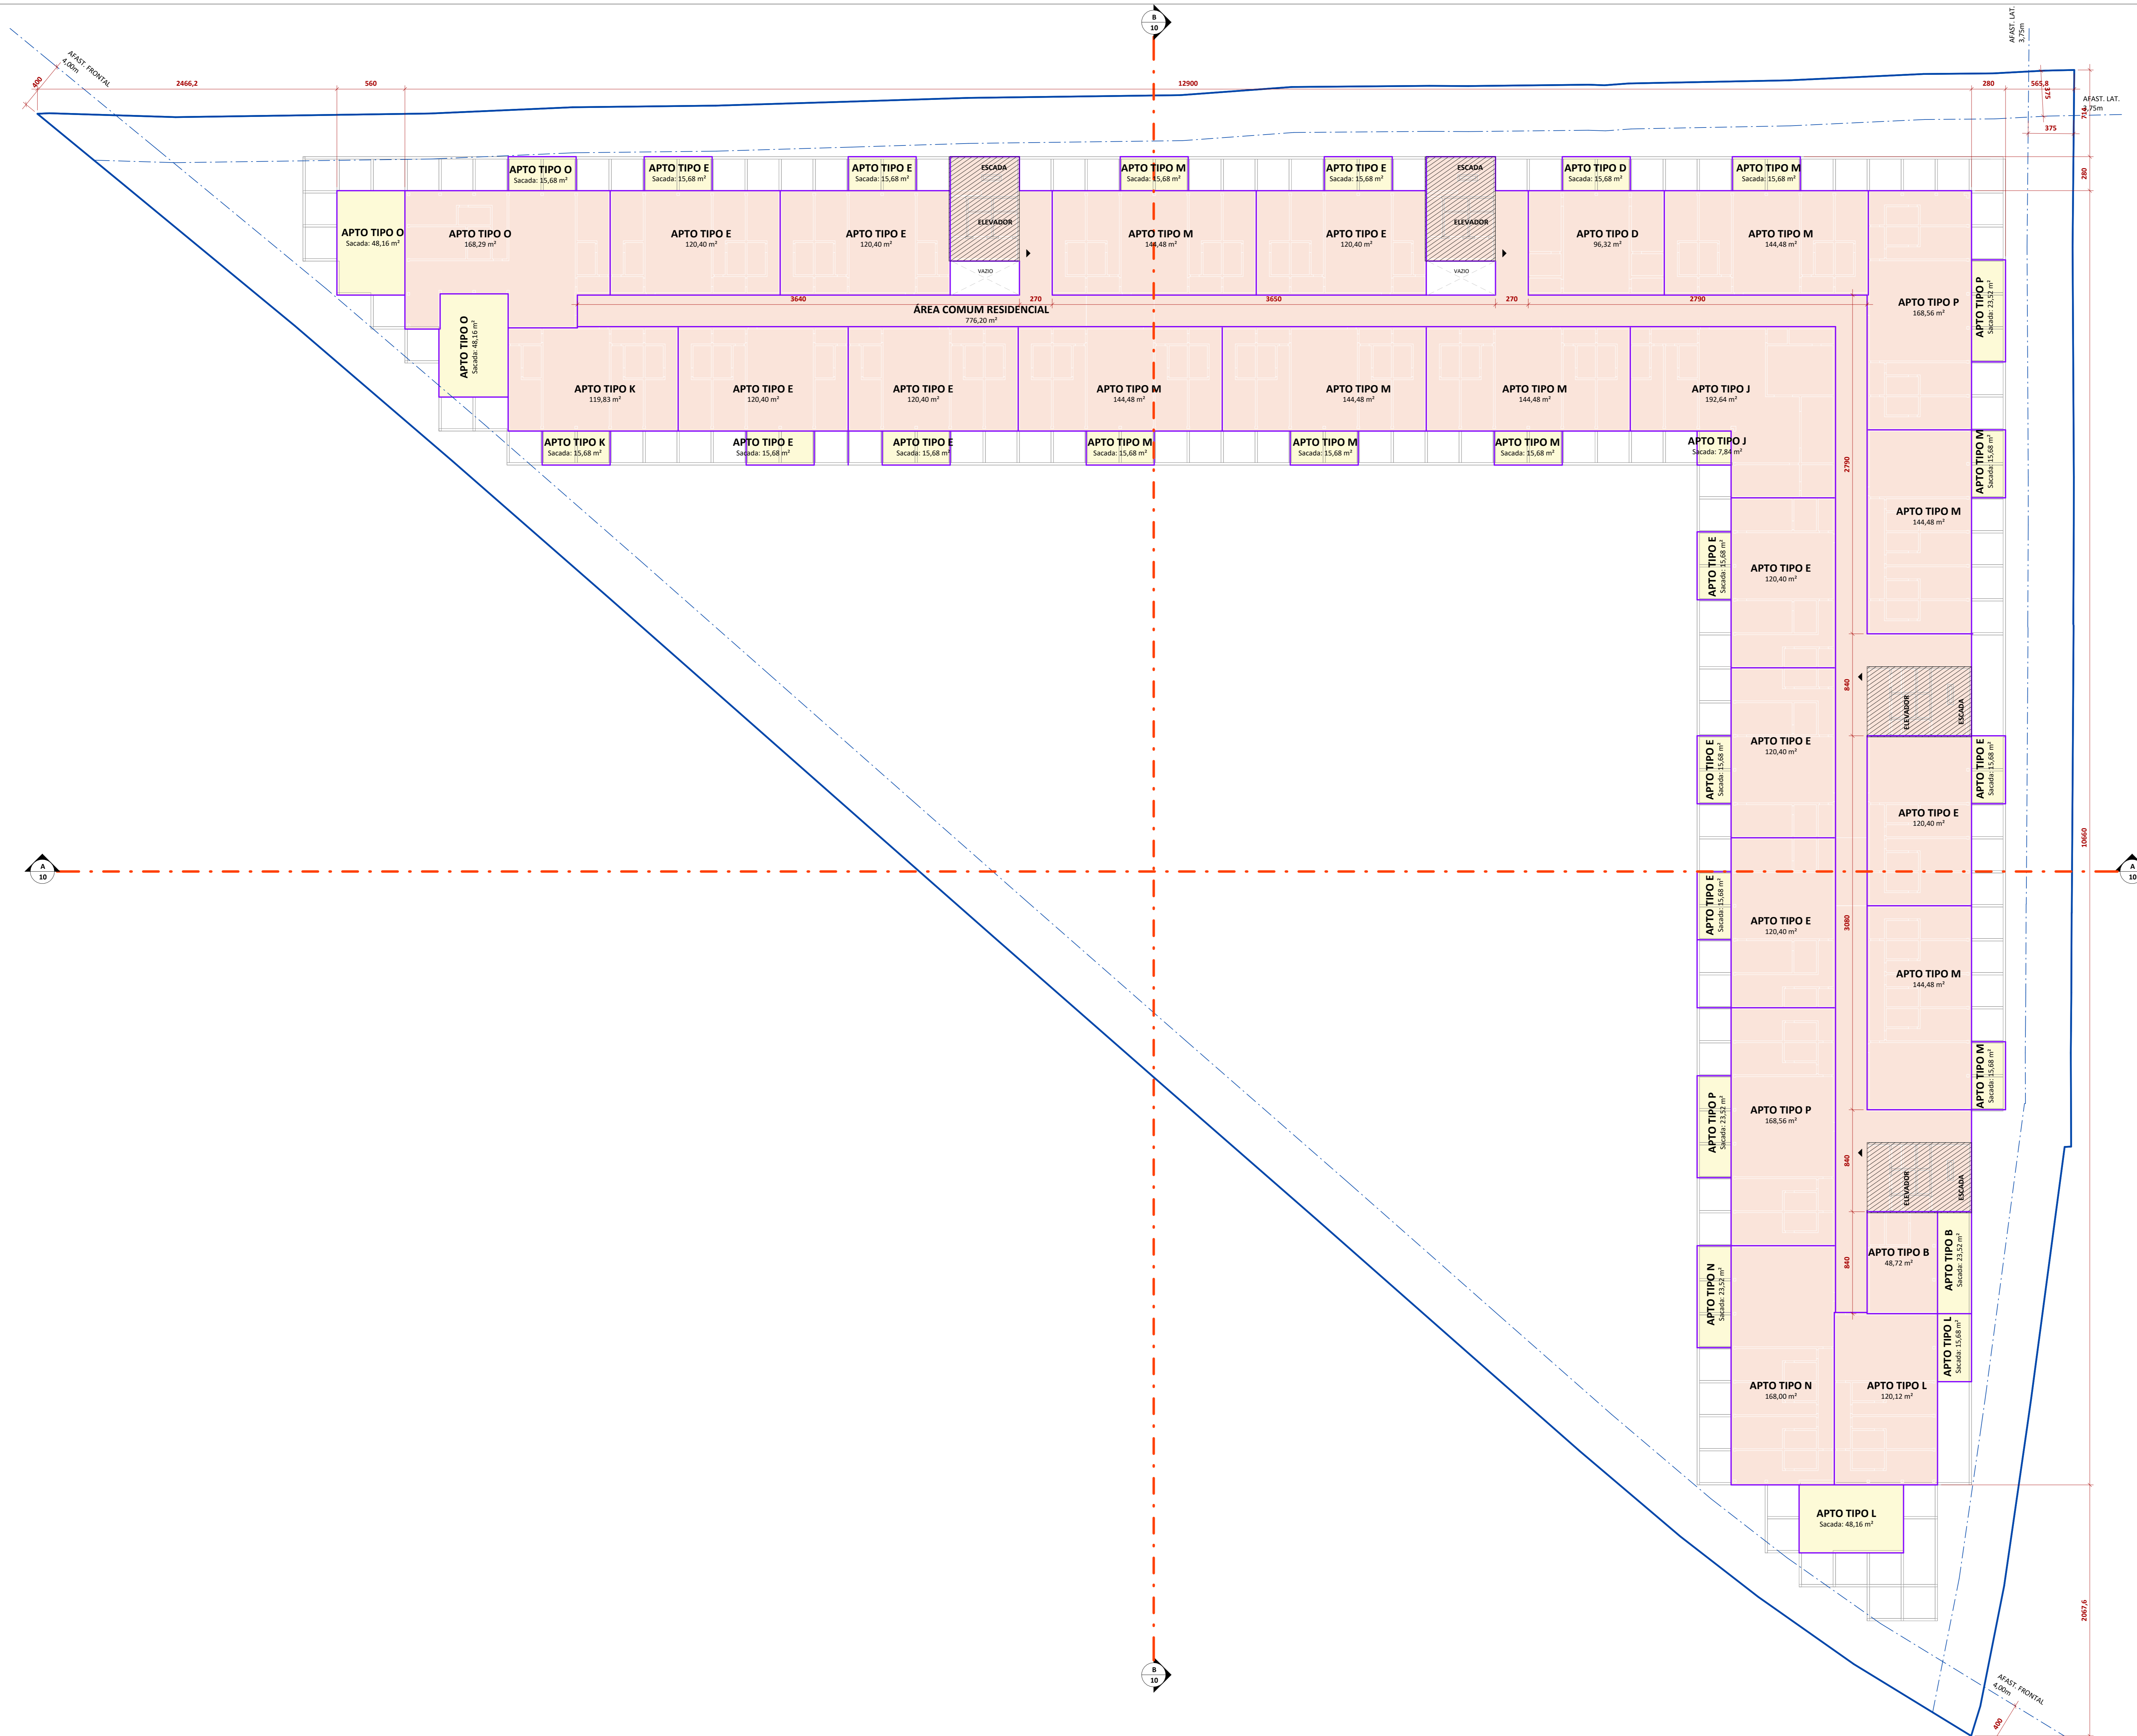 B
10
AFAST. LAT.
3,75m
AFAST. FRONTAL
4,00m
400
2466,2
560
12900
280
565,8
375
AFAST. LAT.
3,75m
714
375
280
APTO TIPO O
Sacada: 15,68 m²
APTO TIPO E
Sacada: 15,68 m²
APTO TIPO E
Sacada: 15,68 m²
ESCADA
APTO TIPO M
Sacada: 15,68 m²
APTO TIPO E
Sacada: 15,68 m²
ESCADA
APTO TIPO D
Sacada: 15,68 m²
APTO TIPO M
Sacada: 15,68 m²
APTO TIPO O
Sacada: 48,16 m²
APTO TIPO O
168,29 m²
APTO TIPO E
120,40 m²
APTO TIPO E
120,40 m²
ELEVADOR
VAZIO
APTO TIPO M
144,48 m²
APTO TIPO E
120,40 m²
ELEVADOR
VAZIO
APTO TIPO D
96,32 m²
APTO TIPO M
144,48 m²
APTO TIPO P
168,56 m²
APTO TIPO P
Sacada: 23,52 m²
3640
270
3650
270
2790
ÁREA COMUM RESIDENCIAL
776,20 m²
APTO TIPO O
Sacada: 48,16 m²
APTO TIPO K
119,83 m²
APTO TIPO E
120,40 m²
APTO TIPO E
120,40 m²
APTO TIPO M
144,48 m²
APTO TIPO M
144,48 m²
APTO TIPO M
144,48 m²
APTO TIPO J
192,64 m²
APTO TIPO K
Sacada: 15,68 m²
APTO TIPO E
Sacada: 15,68 m²
APTO TIPO E
Sacada: 15,68 m²
APTO TIPO M
Sacada: 15,68 m²
APTO TIPO M
Sacada: 15,68 m²
APTO TIPO M
Sacada: 15,68 m²
APTO TIPO J
Sacada: 7,84 m²
2790
APTO TIPO M
Sacada: 15,68 m²
APTO TIPO M
144,48 m²
APTO TIPO E
Sacada: 15,68 m²
APTO TIPO E
120,40 m²
840
ELEVADOR
ESCADA
APTO TIPO E
Sacada: 15,68 m²
APTO TIPO E
120,40 m²
APTO TIPO E
Sacada: 15,68 m²
APTO TIPO E
120,40 m²
10660
A
10
A
10
APTO TIPO E
Sacada: 15,68 m²
APTO TIPO E
120,40 m²
3080
APTO TIPO M
144,48 m²
APTO TIPO M
Sacada: 15,68 m²
APTO TIPO P
Sacada: 23,52 m²
APTO TIPO P
168,56 m²
840
ELEVADOR
ESCADA
APTO TIPO B
48,72 m²
APTO TIPO B
Sacada: 23,52 m²
840
APTO TIPO N
Sacada: 23,52 m²
APTO TIPO L
Sacada: 15,68 m²
APTO TIPO N
168,00 m²
APTO TIPO L
120,12 m²
APTO TIPO L
Sacada: 48,16 m²
2067,6
B
10
AFAST. FRONTAL
4,00m
400